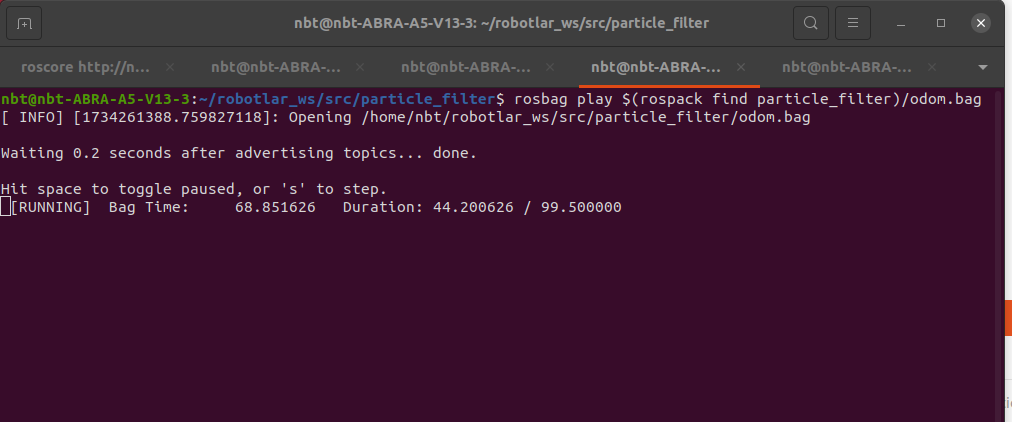 nbt@nbt-ABRA-A5-V13-3: ~/robotlar_ws/src/particle_filter
roscore http://n... × nbt@nbt-ABRA-... × nbt@nbt-ABRA-... × nbt@nbt-ABRA-... × nbt@nbt-ABRA-... ×
nbt@nbt-ABRA-A5-V13-3:~/robotlar_ws/src/particle_filter$ rosbag play $(rospack find particle_filter)/odom.bag
[ INFO] [1734261388.759827118]: Opening /home/nbt/robotlar_ws/src/particle_filter/odom.bag
Waiting 0.2 seconds after advertising topics... done.
Hit space to toggle paused, or 's' to step.
[RUNNING]  Bag Time:     68.851626   Duration: 44.200626 / 99.500000